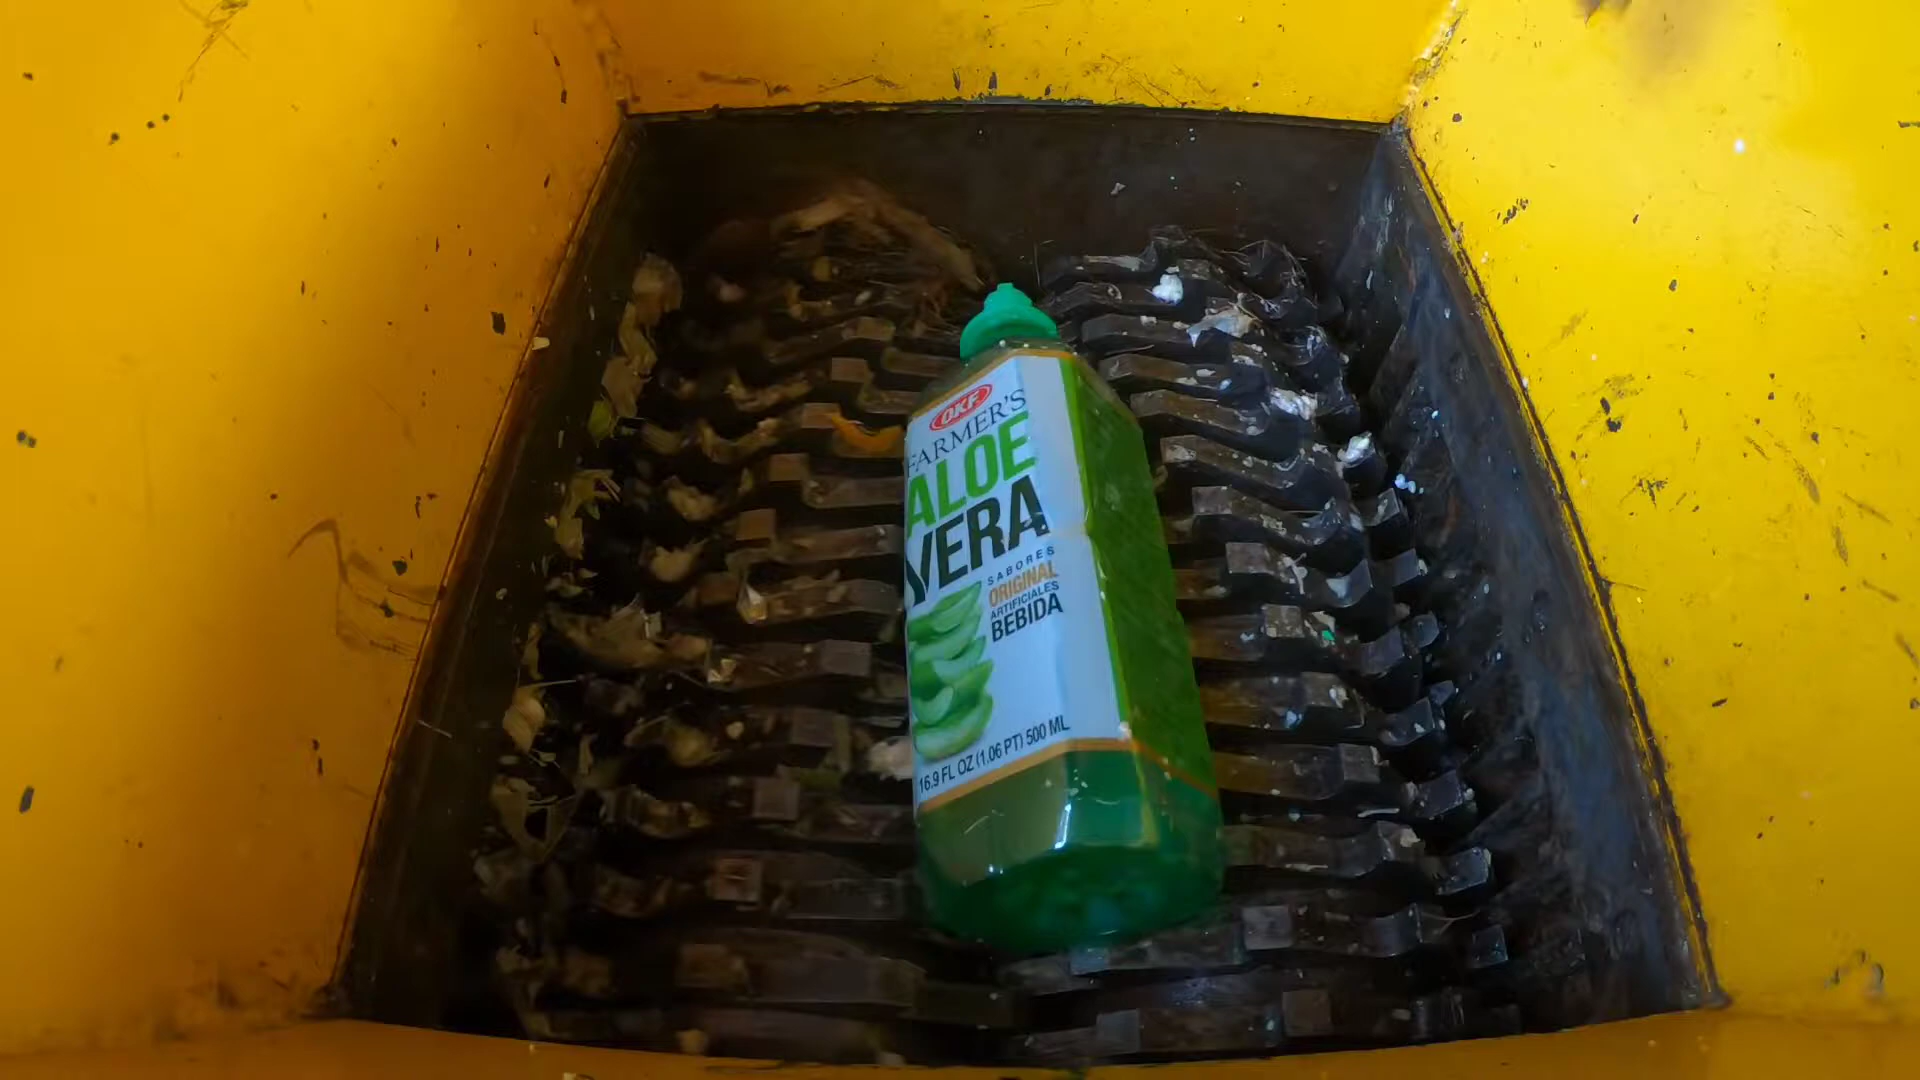 OKF
FARMER'S
ALOE
VERA
SABORES
ORIGINAL
ARTIFICIALES
BEBIDA
16.9 FL OZ (1.06 PT) 500 ML